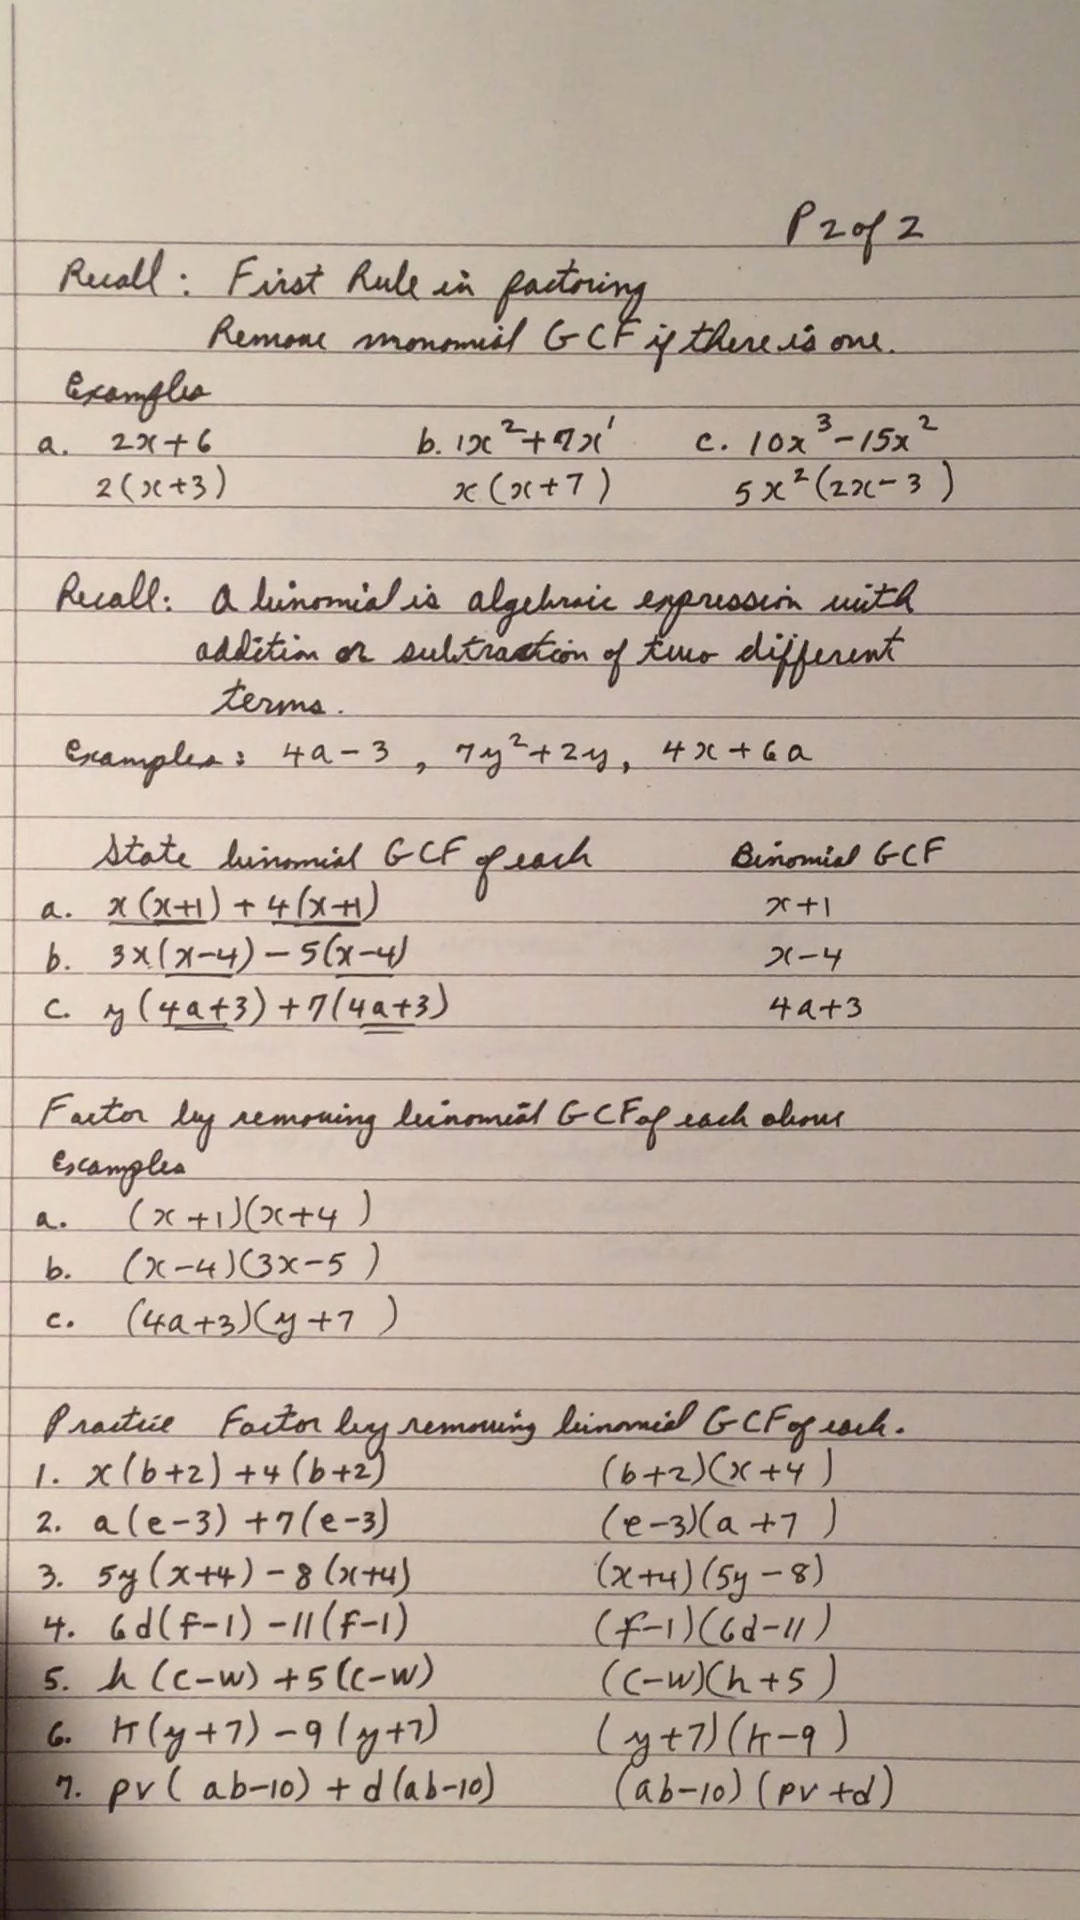 P 2 of 2
Recall: First Rule in factoring
Remove monomial GCF if there is one.
Examples
a. 2x+6 b. 1x²+7x¹ c. 10x³-15x²
2(x+3) x(x+7) 5x²(2x-3)
Recall: A binomial is algebraic expression with
addition or subtraction of two different
terms.
Examples: 4a-3, 7y²+2y, 4x+6a
State binomial GCF of each Binomial GCF
a. x(x+1)+4(x+1) x+1
b. 3x(x-4)-5(x-4) x-4
c. y(4a+3)+7(4a+3) 4a+3
Factor by removing binomial GCF of each above
Examples
a. (x+1)(x+4)
b. (x-4)(3x-5)
c. (4a+3)(y+7)
Practice Factor by removing binomial GCF of each.
1. x(b+2)+4(b+2) (b+2)(x+4)
2. a(e-3)+7(e-3) (e-3)(a+7)
3. 5y(x+4)-8(x+4) (x+4)(5y-8)
4. 6d(f-1)-11(f-1) (f-1)(6d-11)
5. h(c-w)+5(c-w) (c-w)(h+5)
6. k(y+7)-9(y+7) (y+7)(k-9)
7. pv(ab-10)+d(ab-10) (ab-10)(pv+d)